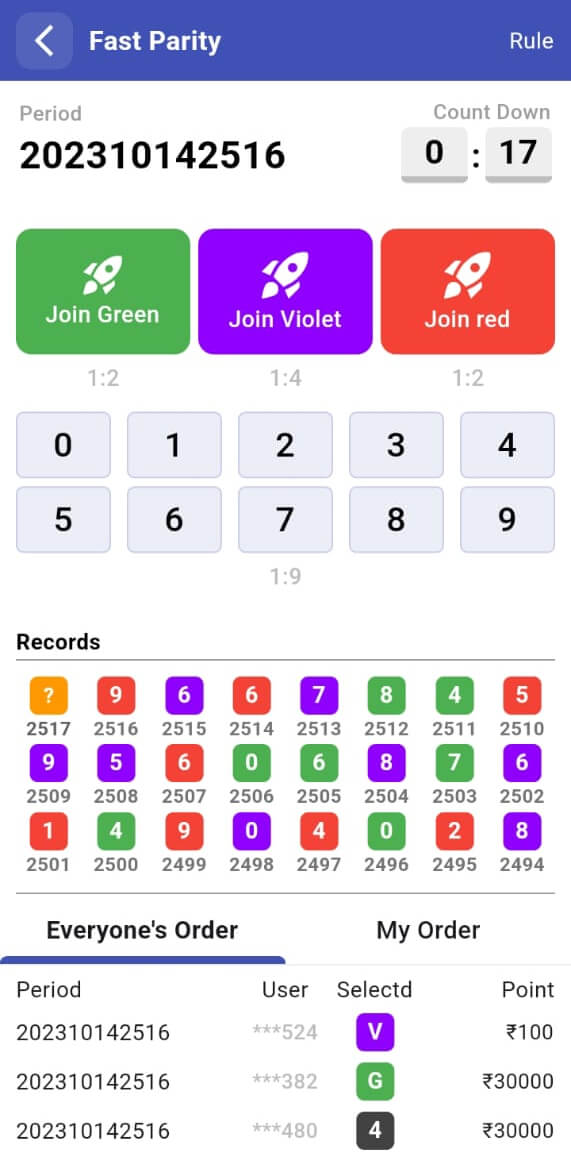 Fast Parity Rule
Period Count Down
202310142516 0 : 17
Join Green Join Violet Join red
1:2 1:4 1:2
0 1 2 3 4
5 6 7 8 9
1:9
Records
? 9 6 6 7 8 4 5
2517 2516 2515 2514 2513 2512 2511 2510
9 5 6 0 6 8 7 6
2509 2508 2507 2506 2505 2504 2503 2502
1 4 9 0 4 0 2 8
2501 2500 2499 2498 2497 2496 2495 2494
Everyone's Order My Order
Period User Selectd Point
202310142516 ***524 V ₹100
202310142516 ***382 G ₹30000
202310142516 ***480 4 ₹30000